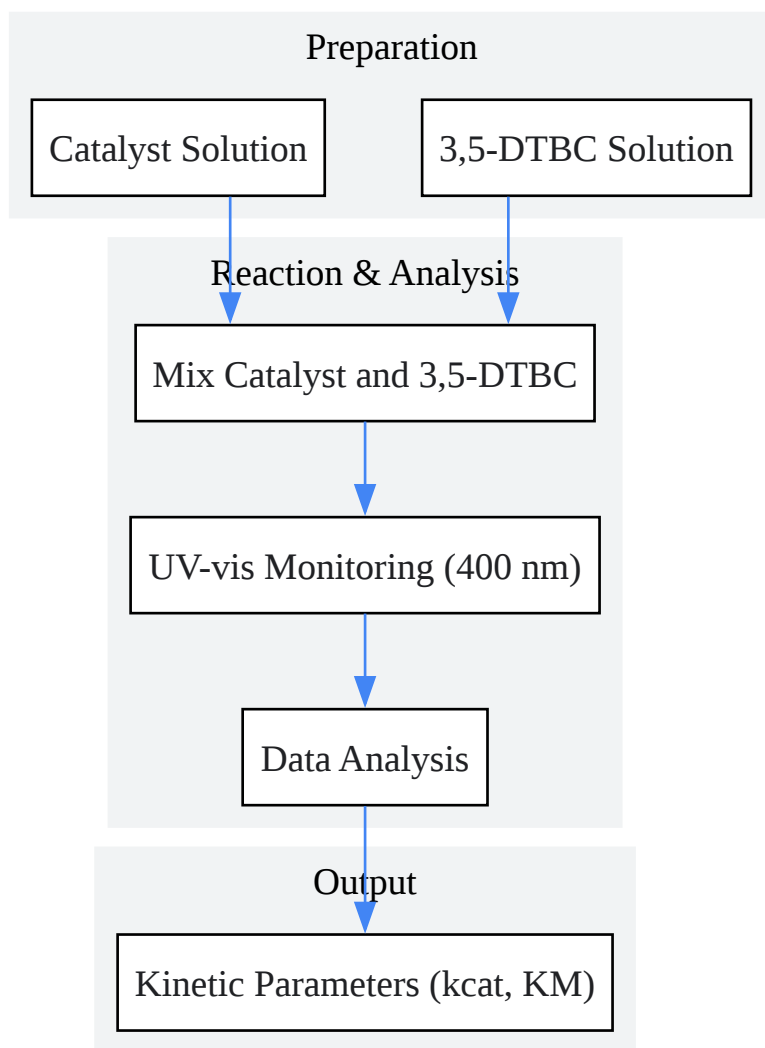 Preparation
Catalyst Solution
3,5-DTBC Solution
Reaction & Analysis
Mix Catalyst and 3,5-DTBC
UV-vis Monitoring (400 nm)
Data Analysis
Output
Kinetic Parameters (kcat, KM)